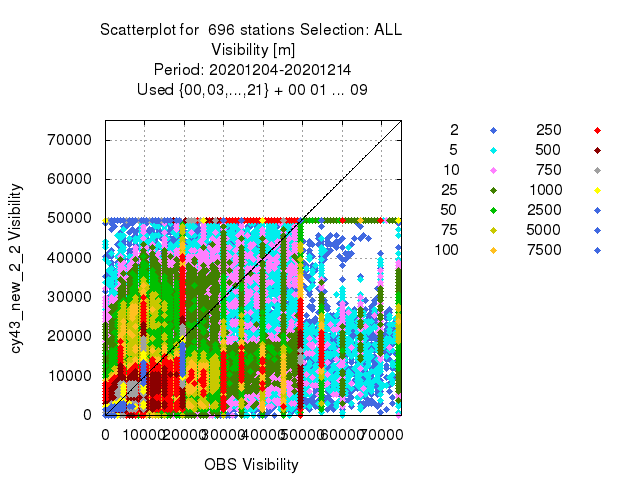 Scatterplot for 696 stations Selection: ALL
Visibility [m]
Period: 20201204-20201214
Used {00,03,...,21} + 00 01 ... 09
cy43_new_2_2 Visibility
70000
60000
50000
40000
30000
20000
10000
0
0 10000 20000 30000 40000 50000 60000 70000
OBS Visibility
2 250
5 500
10 750
25 1000
50 2500
75 5000
100 7500